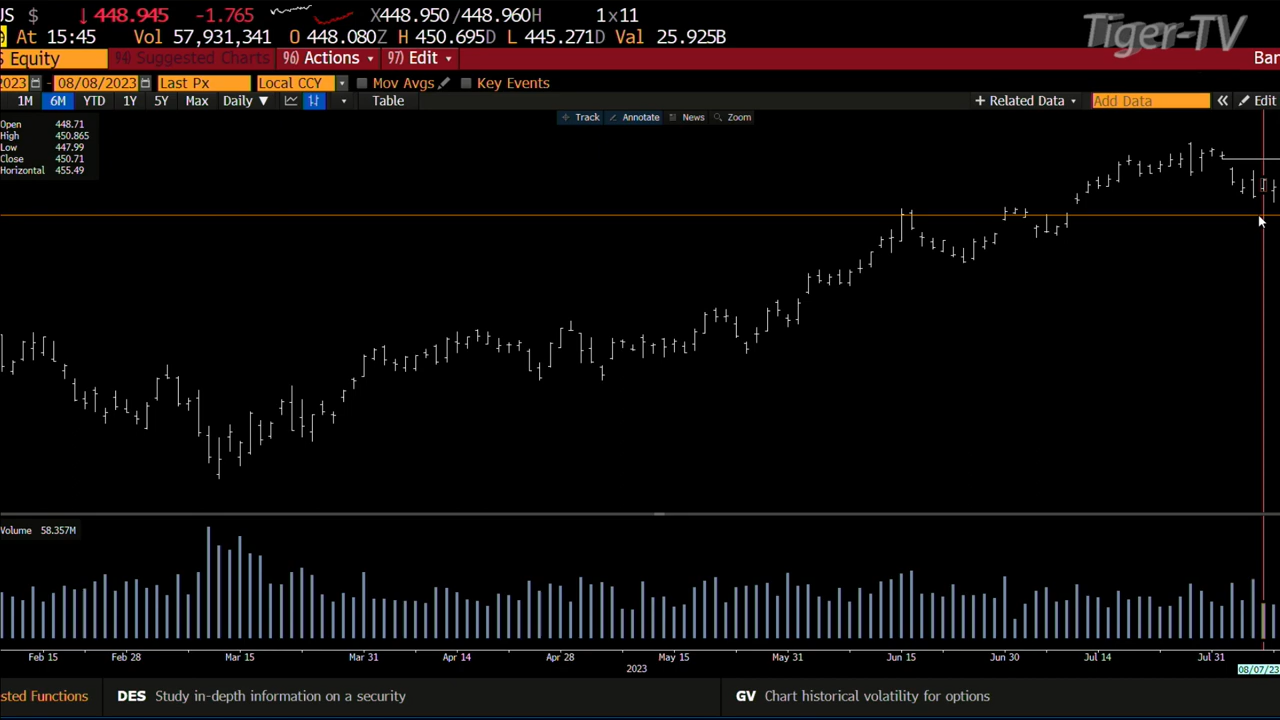 US $ ↓ 448.945 -1.765 X448.950/448.960H 1x11
At 15:45 Vol 57,931,341 O 448.080Z H 450.695D L 445.271D Val 25.925B
Tiger-TV
Equity 94) Suggested Charts 96) Actions 97) Edit Bar
2023 - 08/08/2023 Last Px Local CCY Mov Avgs Key Events
1M 6M YTD 1Y 5Y Max Daily ▼ Table + Related Data Add Data « Edit
Track Annotate News Zoom
Open 448.71
High 450.865
Low 447.99
Close 450.71
Horizontal 455.49
Volume 58.357M
Feb 15 Feb 28 Mar 15 Mar 31 Apr 14 Apr 28 May 15 May 31 Jun 15 Jun 30 Jul 14 Jul 31
2023
08/07/23
sted Functions DES Study in-depth information on a security GV Chart historical volatility for options